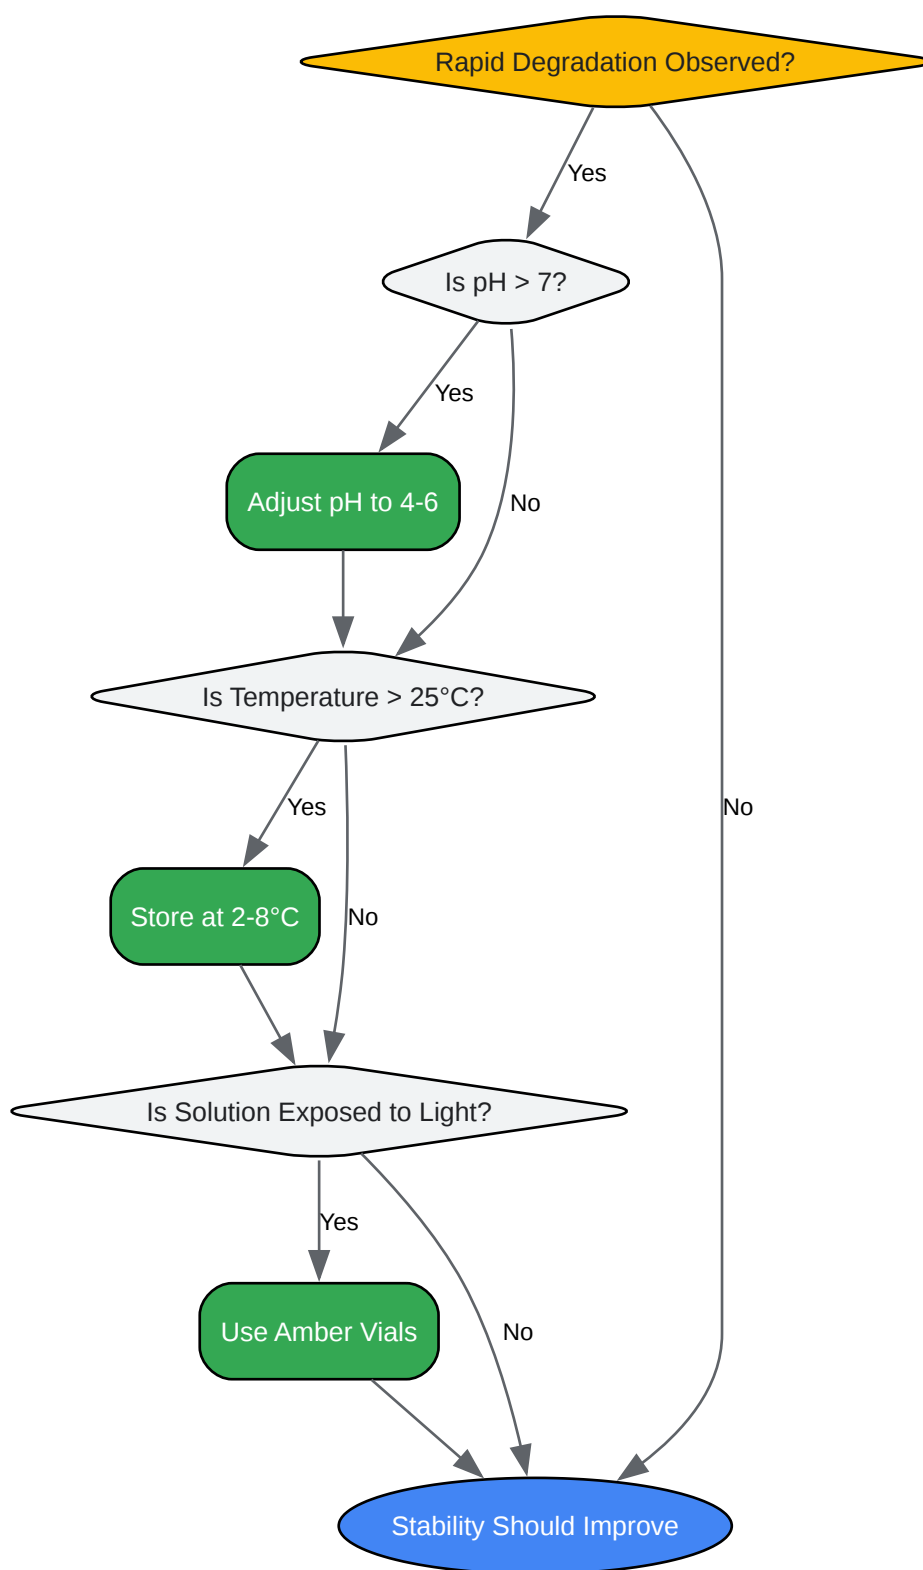 Rapid Degradation Observed?
Yes
Is pH > 7?
Yes
Adjust pH to 4-6
No
Is Temperature > 25°C?
Yes
No
Store at 2-8°C
No
Is Solution Exposed to Light?
Yes
Use Amber Vials
No
Stability Should Improve